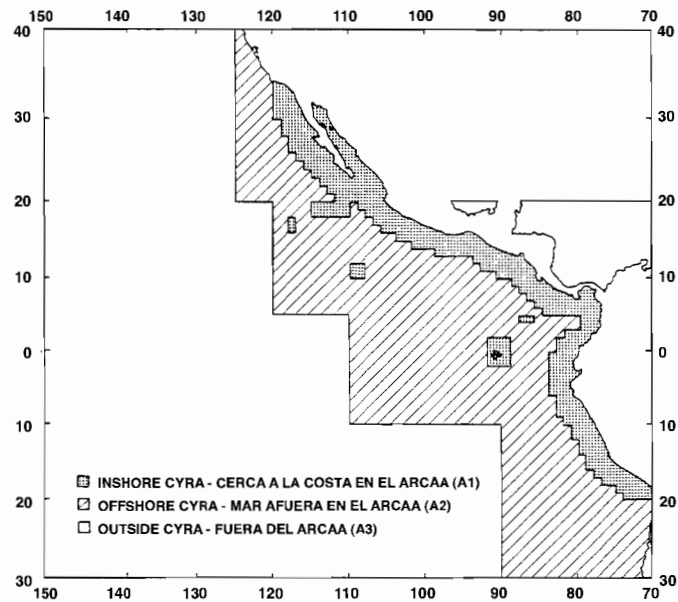 150 140 130 120 110 100 90 80 70
40 40
30 30
20 20
10 10
0 0
10 10
20 20
30 30
INSHORE CYRA - CERCA A LA COSTA EN EL ARCAA (A1)
OFFSHORE CYRA - MAR AFUERA EN EL ARCAA (A2)
OUTSIDE CYRA - FUERA DEL ARCAA (A3)
150 140 130 120 110 100 90 80 70